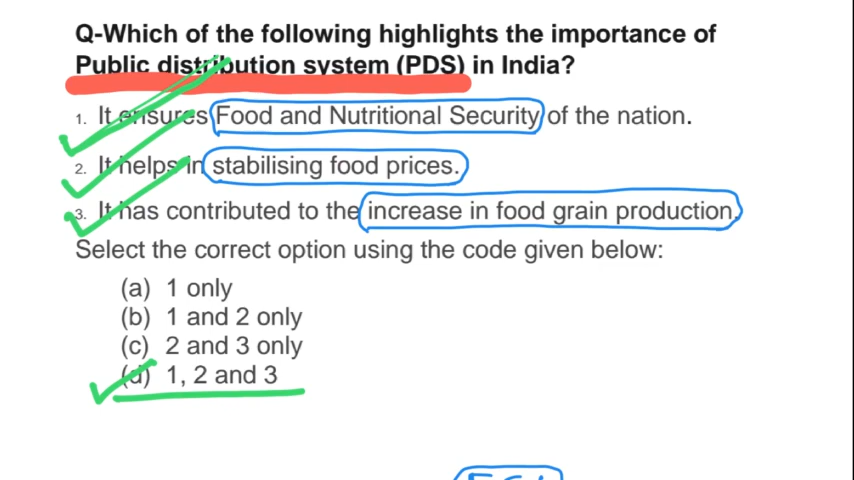 Q-Which of the following highlights the importance of
Public distribution system (PDS) in India?
1. It ensures Food and Nutritional Security of the nation.
2. It helps in stabilising food prices.
3. It has contributed to the increase in food grain production.
Select the correct option using the code given below:
(a) 1 only
(b) 1 and 2 only
(c) 2 and 3 only
(d) 1, 2 and 3